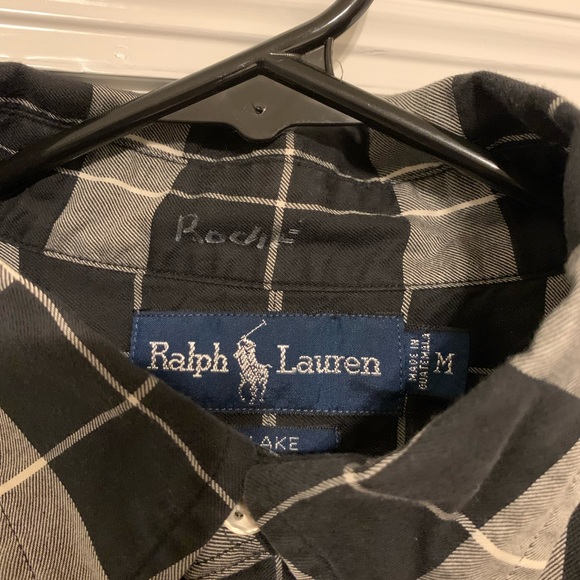 Roche
Ralph Lauren
MADE IN
GUATEMALA
M
LAKE